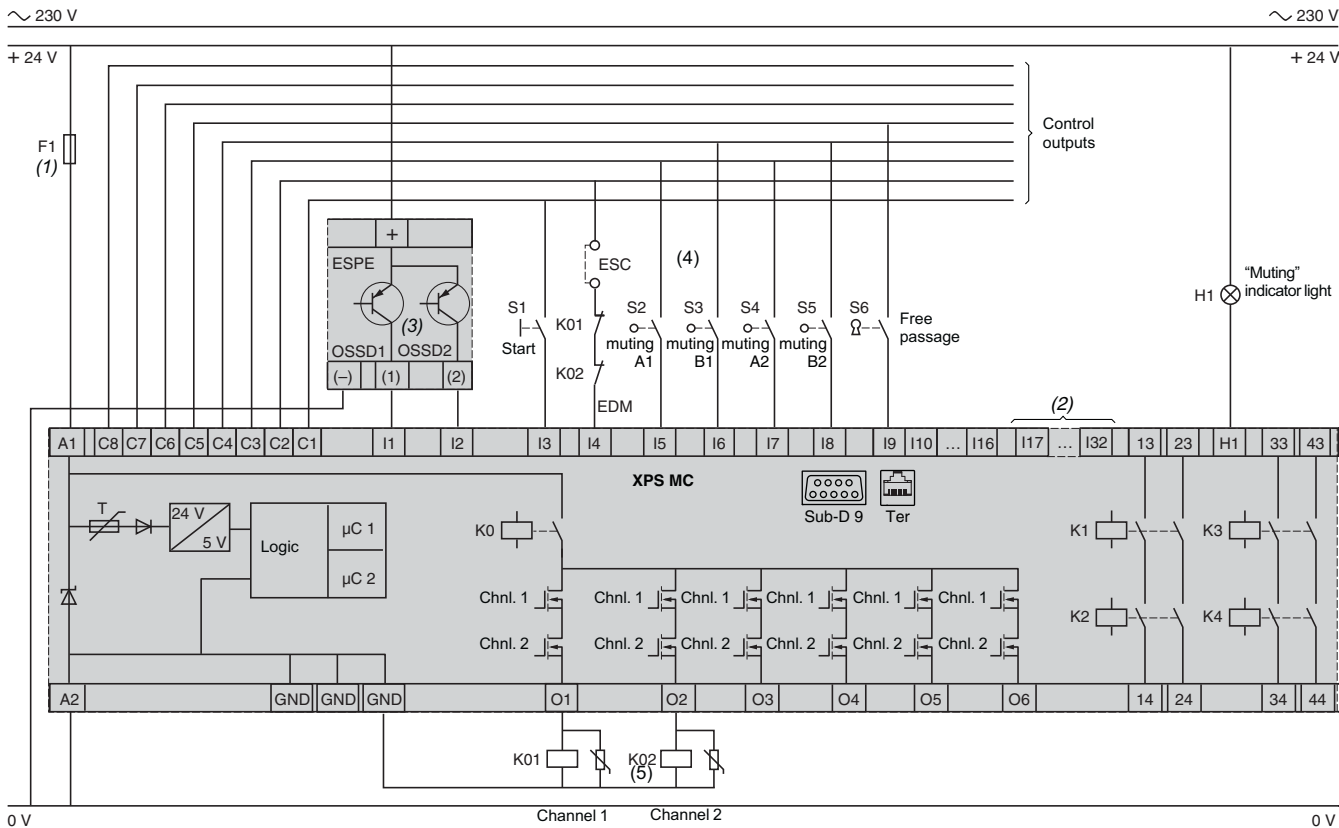 230 V 230 V
+ 24 V + 24 V
F1
(1)
Control
outputs
+
ESPE
(3)
OSSD1 OSSD2
(–) (1) (2)
ESC
(4)
S1
Start
K01
K02
EDM
S2
muting
A1
S3
muting
B1
S4
muting
A2
S5
muting
B2
S6
Free
passage
H1
"Muting"
indicator light
(2)
A1 C8 C7 C6 C5 C4 C3 C2 C1 I1 I2 I3 I4 I5 I6 I7 I8 I9 I10 ... I16 I17 ... I32 13 23 H1 33 43
XPS MC
Sub-D 9 Ter
T
24 V
5 V
Logic
µC 1
µC 2
K0
K1 K3
Chnl. 1 Chnl. 1 Chnl. 1 Chnl. 1 Chnl. 1 Chnl. 1
K2 K4
Chnl. 2 Chnl. 2 Chnl. 2 Chnl. 2 Chnl. 2 Chnl. 2
A2 GND GND GND O1 O2 O3 O4 O5 O6 14 24 34 44
K01 K02
(5)
Channel 1 Channel 2
0 V 0 V